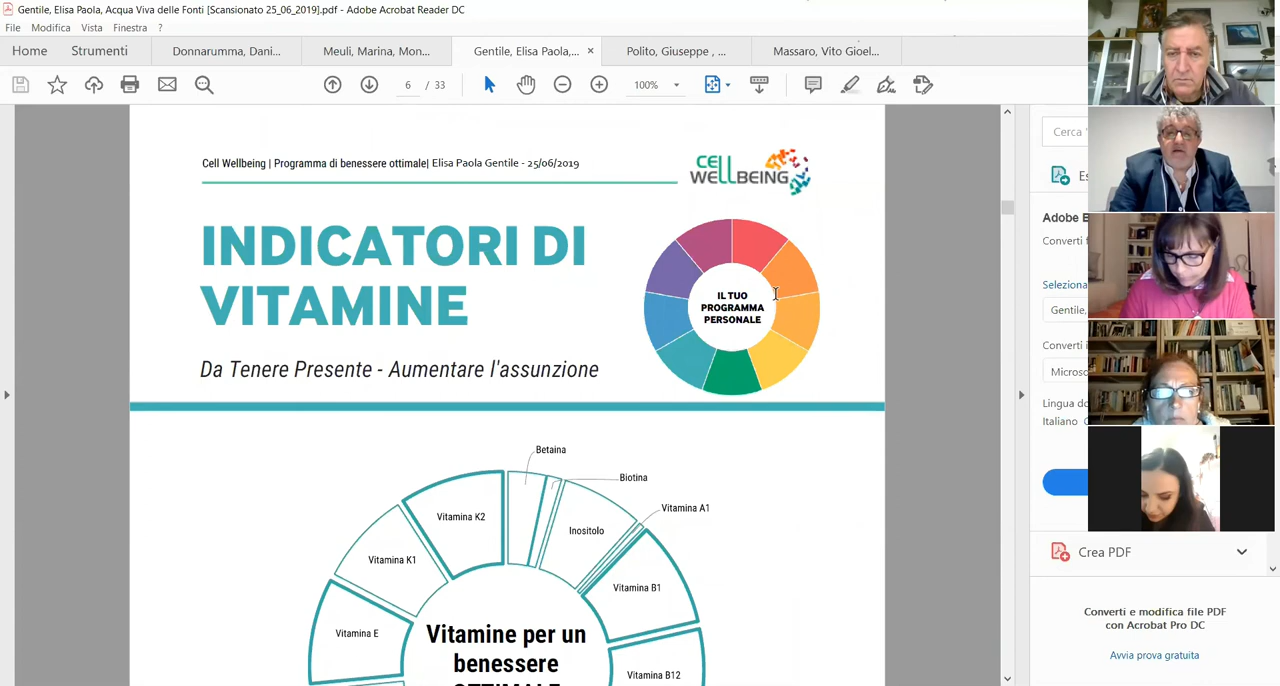 Gentile, Elisa Paola, Acqua Viva delle Fonti [Scansionato 25_06_2019].pdf - Adobe Acrobat Reader DC
File Modifica Vista Finestra ?
Home Strumenti Donnarumma, Dani... Meuli, Marina, Mon... Gentile, Elisa Paola,... × Polito, Giuseppe , ... Massaro, Vito Gioel...
6 / 33 100%
Cell Wellbeing | Programma di benessere ottimale| Elisa Paola Gentile - 25/06/2019
CELL
WELLBEING
INDICATORI DI
VITAMINE
Da Tenere Presente - Aumentare l'assunzione
IL TUO
PROGRAMMA
PERSONALE
Betaina
Biotina
Vitamina A1
Vitamina K2
Inositolo
Vitamina K1
Vitamina B1
Vitamina E
Vitamina B12
Vitamine per un
benessere
Cerca
Es
Adobe
Converti
Seleziona
Gentile,
Converti i
Microso
Lingua do
Italiano
Crea PDF
Converti e modifica file PDF
con Acrobat Pro DC
Avvia prova gratuita